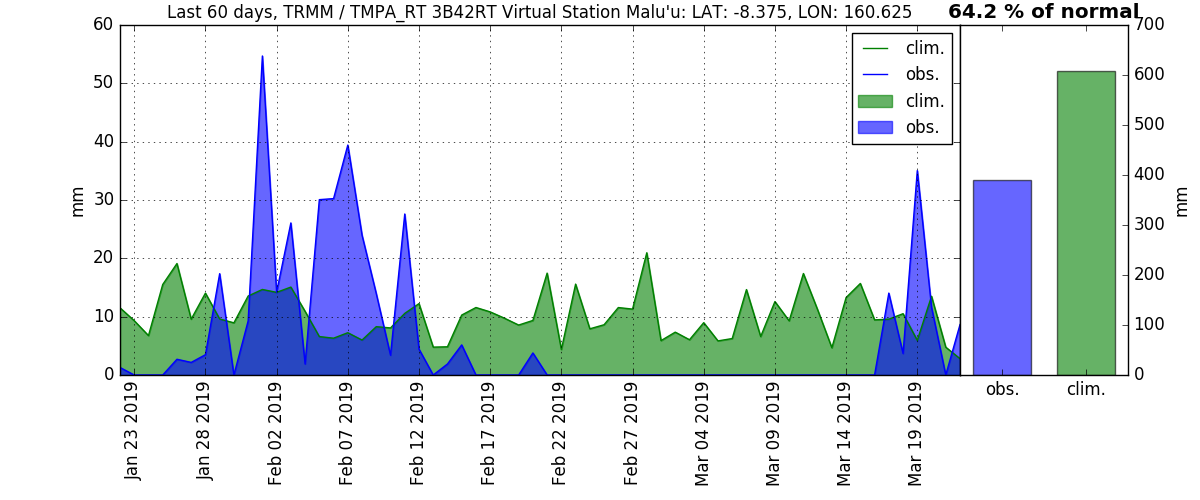 Last 60 days, TRMM / TMPA_RT 3B42RT Virtual Station Malu'u: LAT: -8.375, LON: 160.625
64.2 % of normal
60
50
40
30
20
10
0
mm
clim.
obs.
clim.
obs.
700
600
500
400
300
200
100
0
mm
obs.
clim.
Jan 23 2019
Jan 28 2019
Feb 02 2019
Feb 07 2019
Feb 12 2019
Feb 17 2019
Feb 22 2019
Feb 27 2019
Mar 04 2019
Mar 09 2019
Mar 14 2019
Mar 19 2019